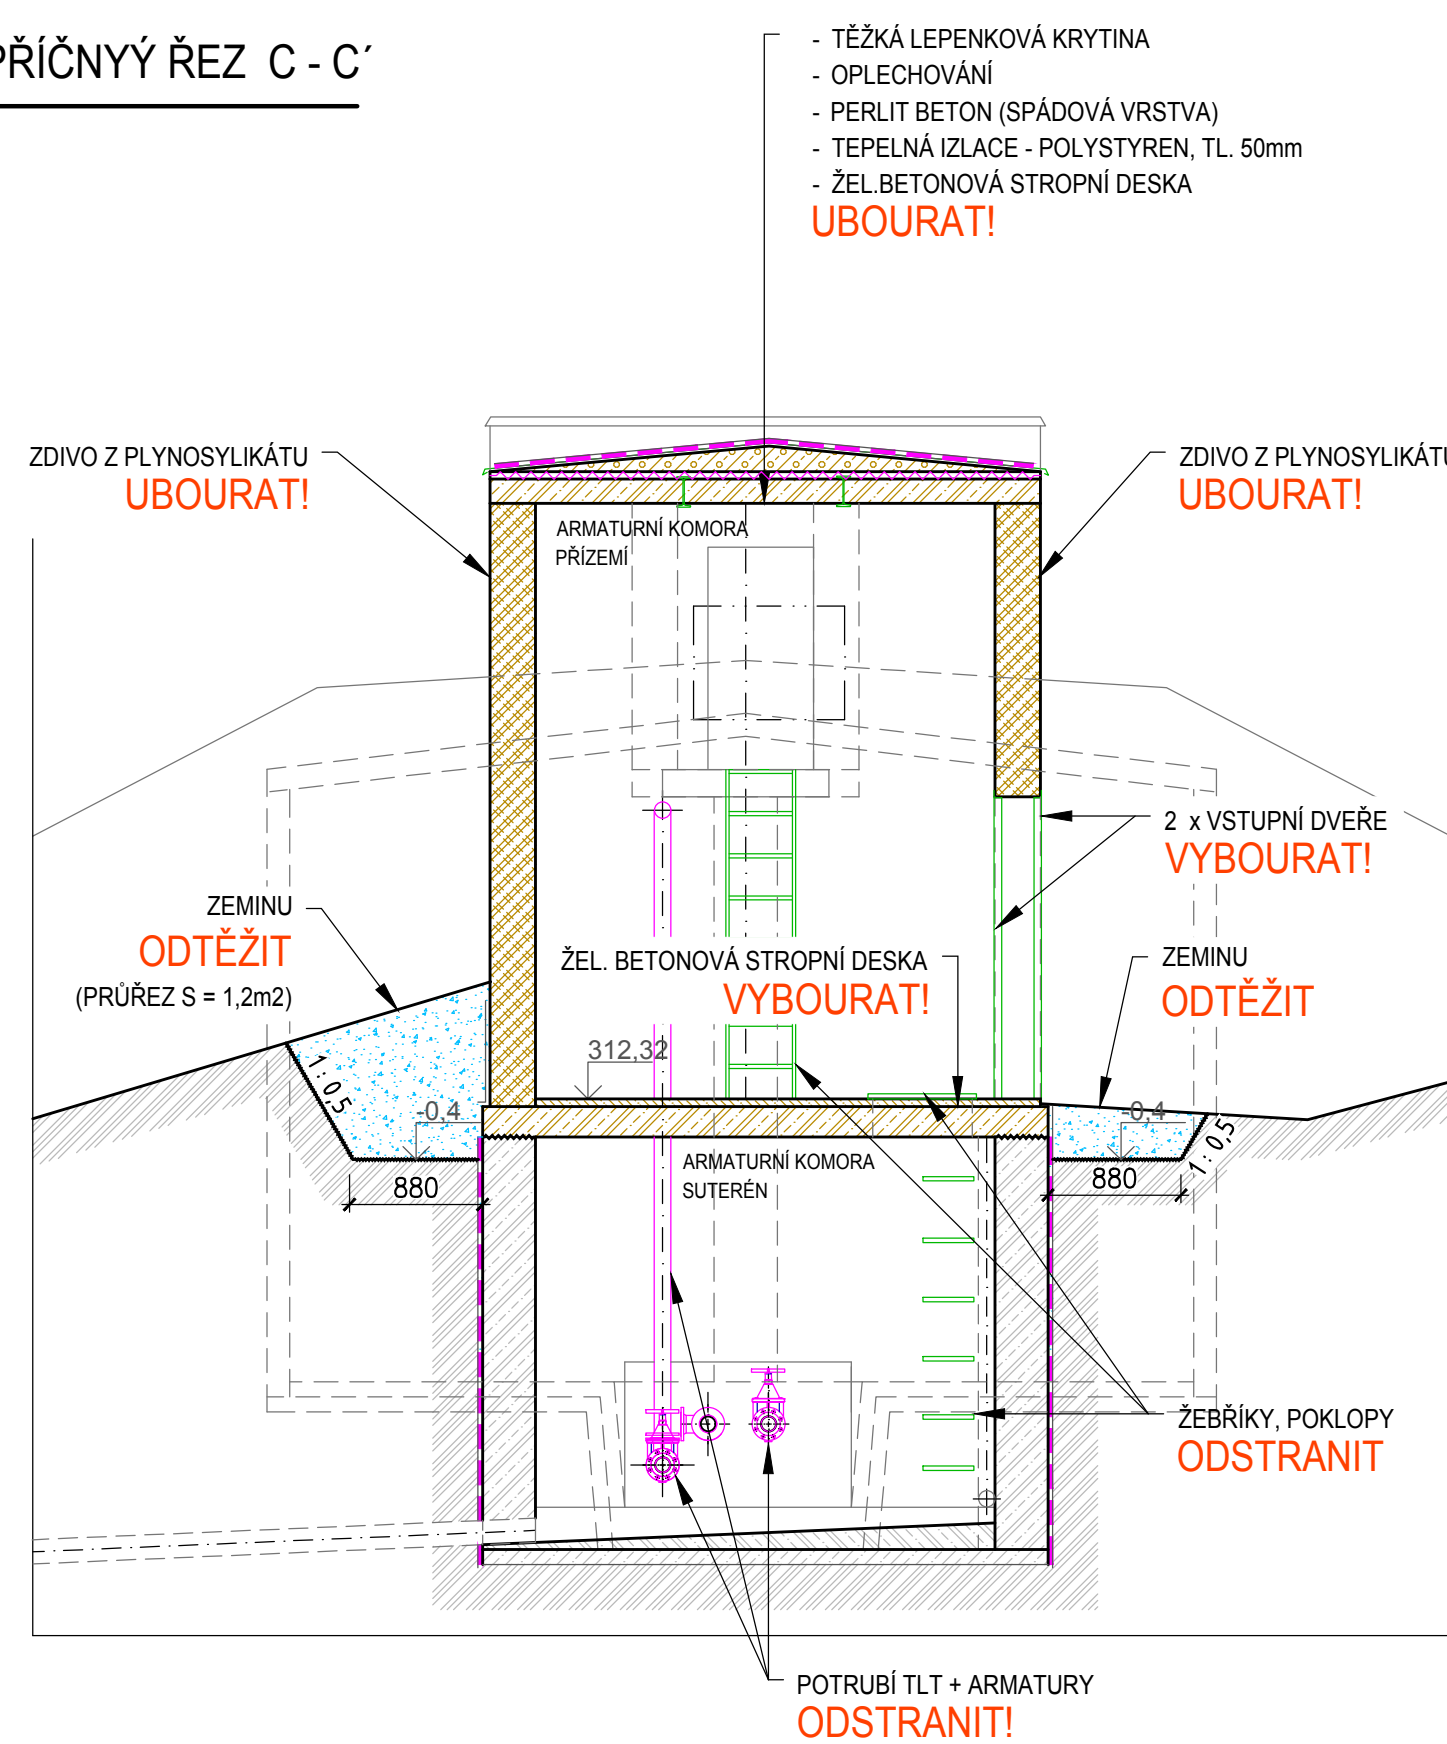 PŘÍČNYÝ ŘEZ C - C´
- TĚŽKÁ LEPENKOVÁ KRYTINA
- OPLECHOVÁNÍ
- PERLIT BETON (SPÁDOVÁ VRSTVA)
- TEPELNÁ IZLACE - POLYSTYREN, TL. 50mm
- ŽEL.BETONOVÁ STROPNÍ DESKA
UBOURAT!
ZDIVO Z PLYNOSYLIKÁTU
UBOURAT!
ZDIVO Z PLYNOSYLIKÁTU
UBOURAT!
ARMATURNÍ KOMORA
PŘÍZEMÍ
2 x VSTUPNÍ DVEŘE
VYBOURAT!
ZEMINU
ODTĚŽIT
(PRŮŘEZ S = 1,2m2)
ŽEL. BETONOVÁ STROPNÍ DESKA
VYBOURAT!
ZEMINU
ODTĚŽIT
312,32
1:0,5
-0,4
880
-0,4
1:0,5
880
ARMATURNÍ KOMORA
SUTERÉN
ŽEBŘÍKY, POKLOPY
ODSTRANIT
POTRUBÍ TLT + ARMATURY
ODSTRANIT!